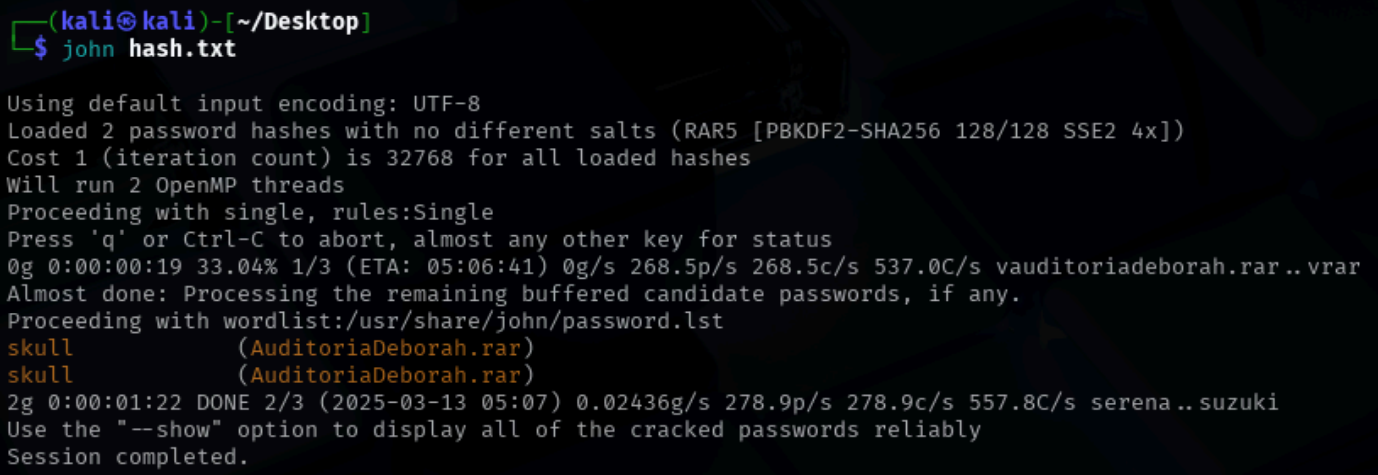 ┌──(kali㉿kali)-[~/Desktop]
└─$ john hash.txt
Using default input encoding: UTF-8
Loaded 2 password hashes with no different salts (RAR5 [PBKDF2-SHA256 128/128 SSE2 4x])
Cost 1 (iteration count) is 32768 for all loaded hashes
Will run 2 OpenMP threads
Proceeding with single, rules:Single
Press 'q' or Ctrl-C to abort, almost any other key for status
0g 0:00:00:19 33.04% 1/3 (ETA: 05:06:41) 0g/s 268.5p/s 268.5c/s 537.0C/s vauditoriadeborah.rar..vrar
Almost done: Processing the remaining buffered candidate passwords, if any.
Proceeding with wordlist:/usr/share/john/password.lst
skull            (AuditoriaDeborah.rar)
skull            (AuditoriaDeborah.rar)
2g 0:00:01:22 DONE 2/3 (2025-03-13 05:07) 0.02436g/s 278.9p/s 278.9c/s 557.8C/s serena..suzuki
Use the "--show" option to display all of the cracked passwords reliably
Session completed.